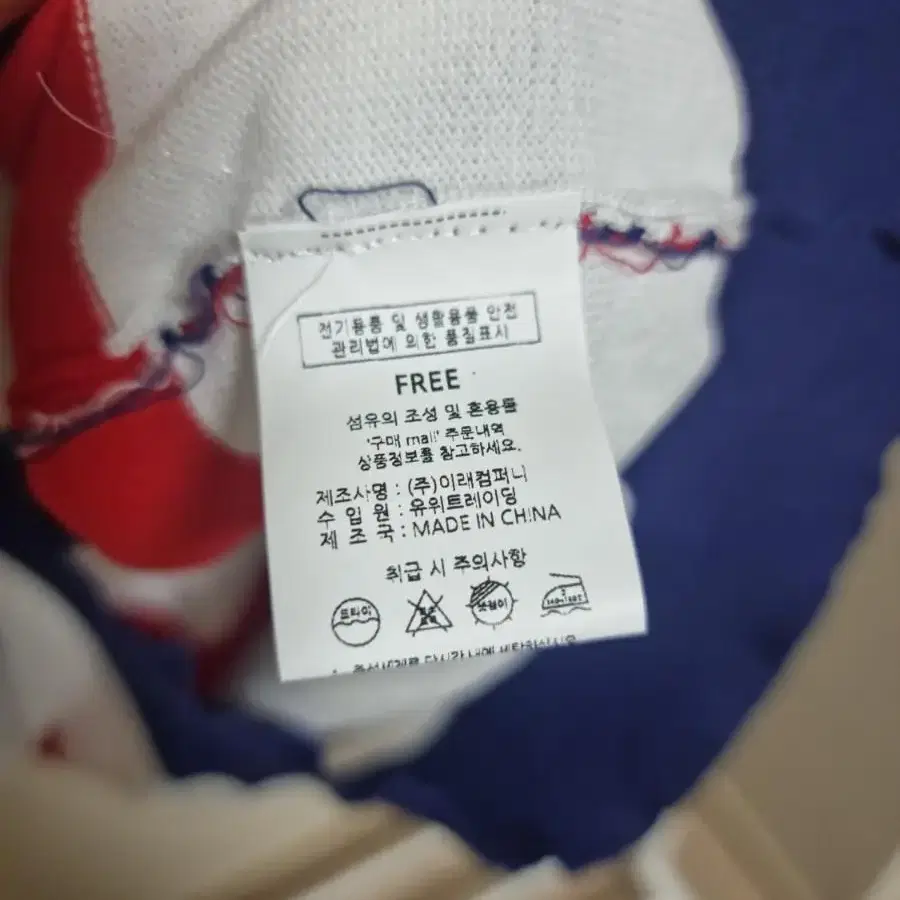 전기용품 및 생활용품 안전
관리법에 의한 품질표시
FREE
섬유의 조성 및 혼용률
'구매 mall' 주문내역
상품정보를 참고하세요.
제조사명 : (주)이래컴퍼니
수 입 원 : 유위트레이딩
제 조 국 : MADE IN CHINA
취급 시 주의사항
드라이
옷걸이